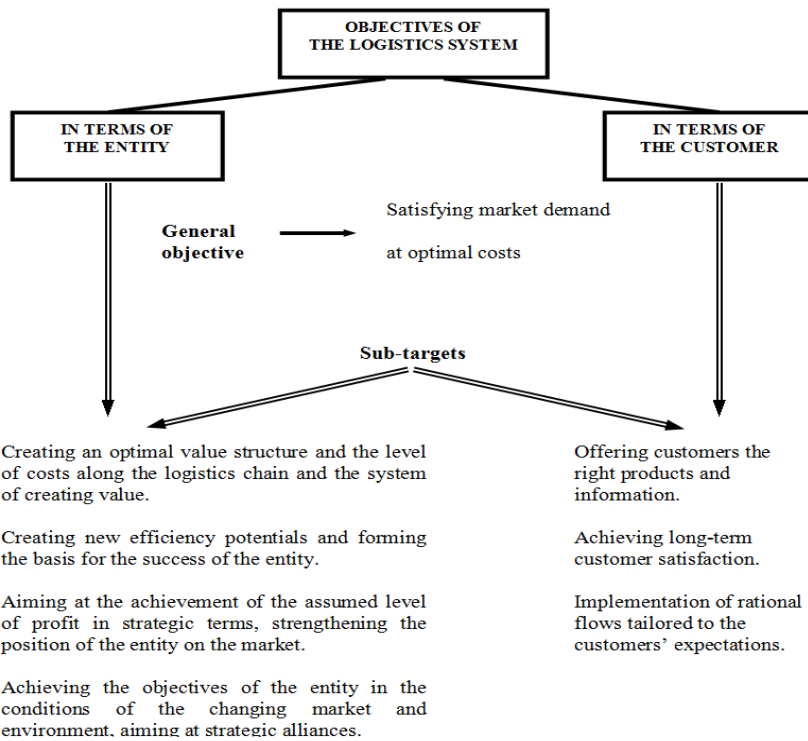 OBJECTIVES OF
THE LOGISTICS SYSTEM
IN TERMS OF
THE ENTITY
IN TERMS OF
THE CUSTOMER
General
objective
Satisfying market demand
at optimal costs
Sub-targets
Creating an optimal value structure and the level
of costs along the logistics chain and the system
of creating value.
Creating new efficiency potentials and forming
the basis for the success of the entity.
Aiming at the achievement of the assumed level
of profit in strategic terms, strengthening the
position of the entity on the market.
Achieving the objectives of the entity in the
conditions of the changing market and
environment, aiming at strategic alliances.
Offering customers the
right products and
information.
Achieving long-term
customer satisfaction.
Implementation of rational
flows tailored to the
customers’ expectations.